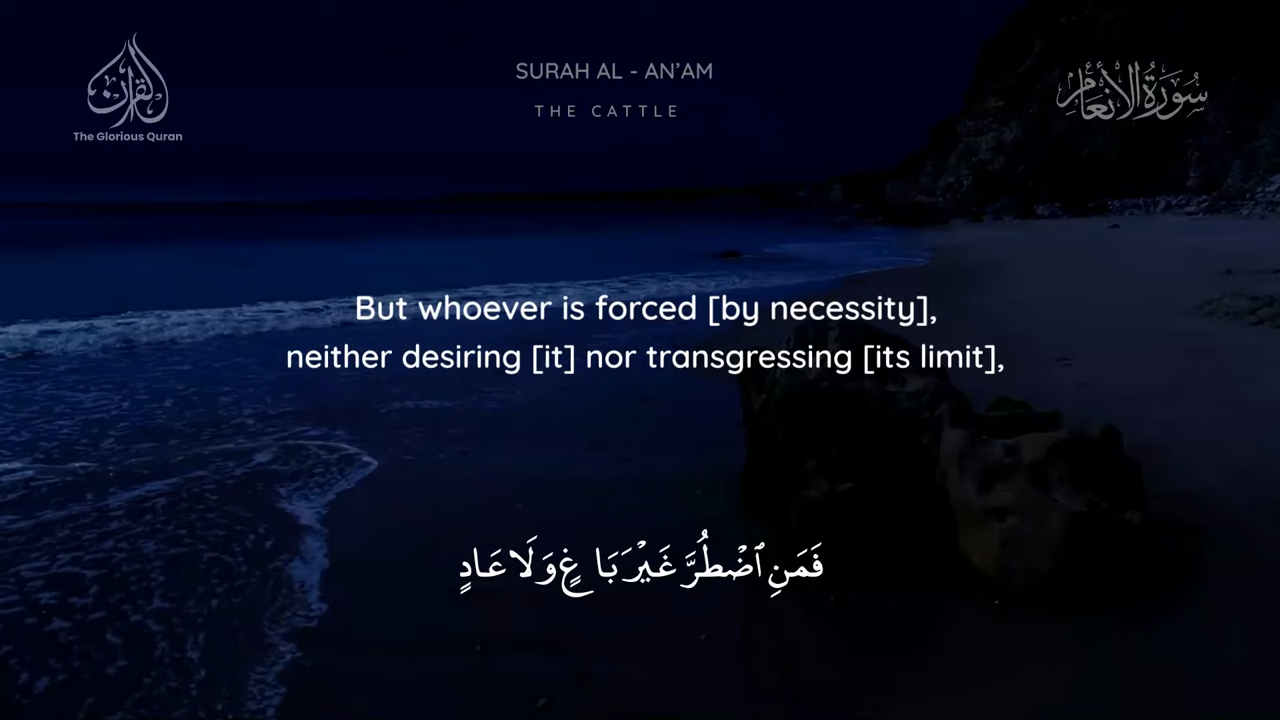 القرآن
The Glorious Quran
SURAH AL - AN’AM
THE CATTLE
سُورَةُ الأَنْعَام
But whoever is forced [by necessity],
neither desiring [it] nor transgressing [its limit],
فَمَنِ ٱضْطُرَّ غَيْرَ بَاغٍ وَلَا عَادٍ